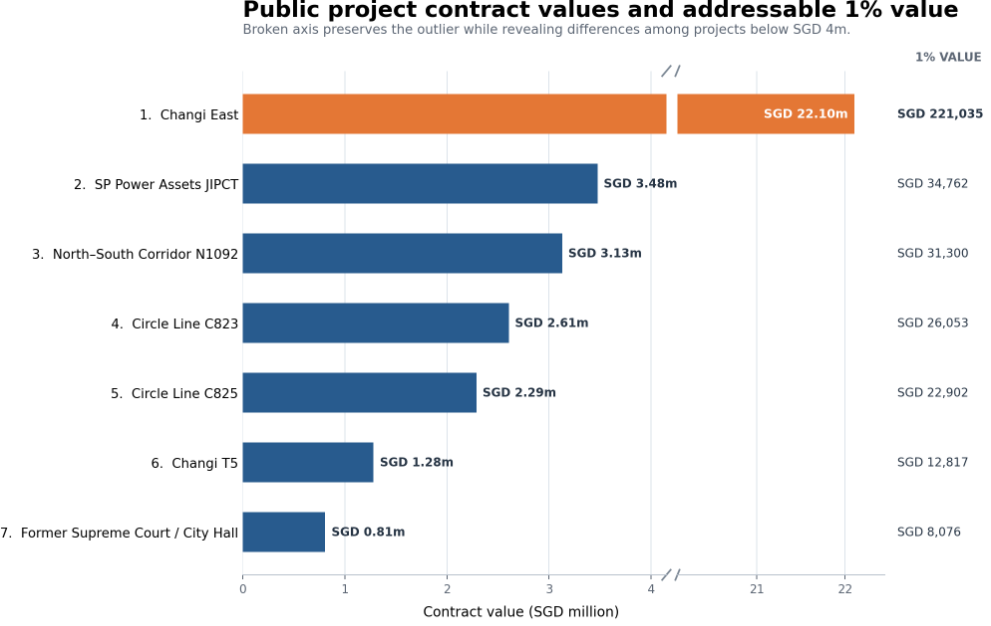 Public project contract values and addressable 1% value
Broken axis preserves the outlier while revealing differences among projects below SGD 4m.
1% VALUE
1. Changi East SGD 22.10m SGD 221,035
2. SP Power Assets JIPCT SGD 3.48m SGD 34,762
3. North–South Corridor N1092 SGD 3.13m SGD 31,300
4. Circle Line C823 SGD 2.61m SGD 26,053
5. Circle Line C825 SGD 2.29m SGD 22,902
6. Changi T5 SGD 1.28m SGD 12,817
7. Former Supreme Court / City Hall SGD 0.81m SGD 8,076
0 1 2 3 4 21 22
Contract value (SGD million)